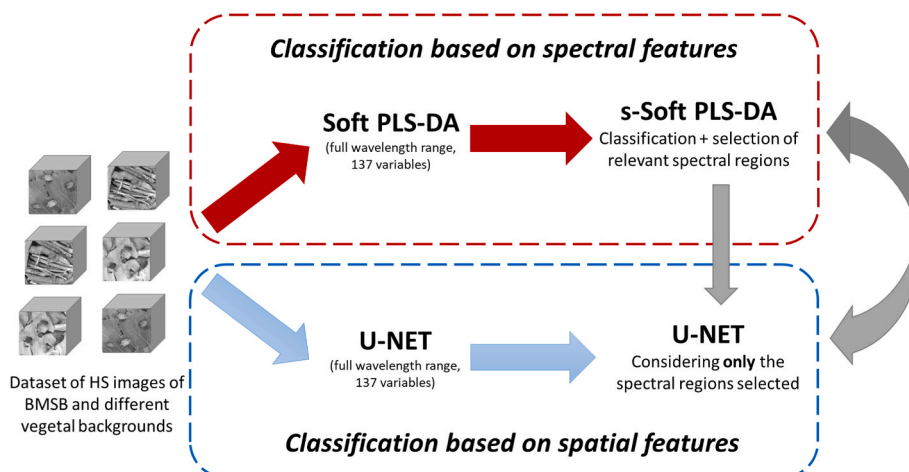 Classification based on spectral features
Soft PLS-DA
(full wavelength range,
137 variables)
s-Soft PLS-DA
Classification + selection of
relevant spectral regions
Dataset of HS images of
BMSB and different
vegetal backgrounds
U-NET
(full wavelength range,
137 variables)
U-NET
Considering only the
spectral regions selected
Classification based on spatial features